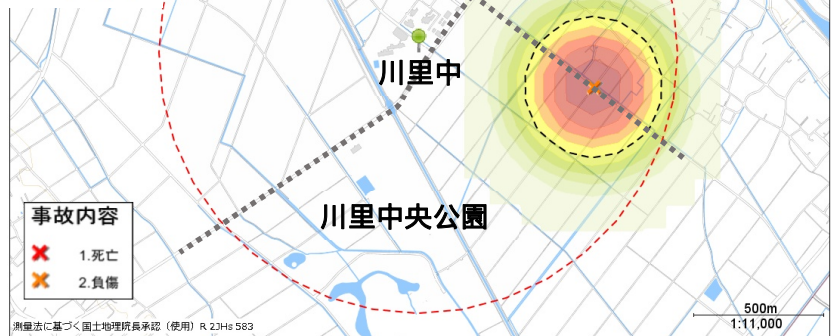 川里中
川里中央公園
事故内容
1.死亡
2.負傷
測量法に基づく国土地理院長承認（使用）R 2JHs 583
500m
1:11,000